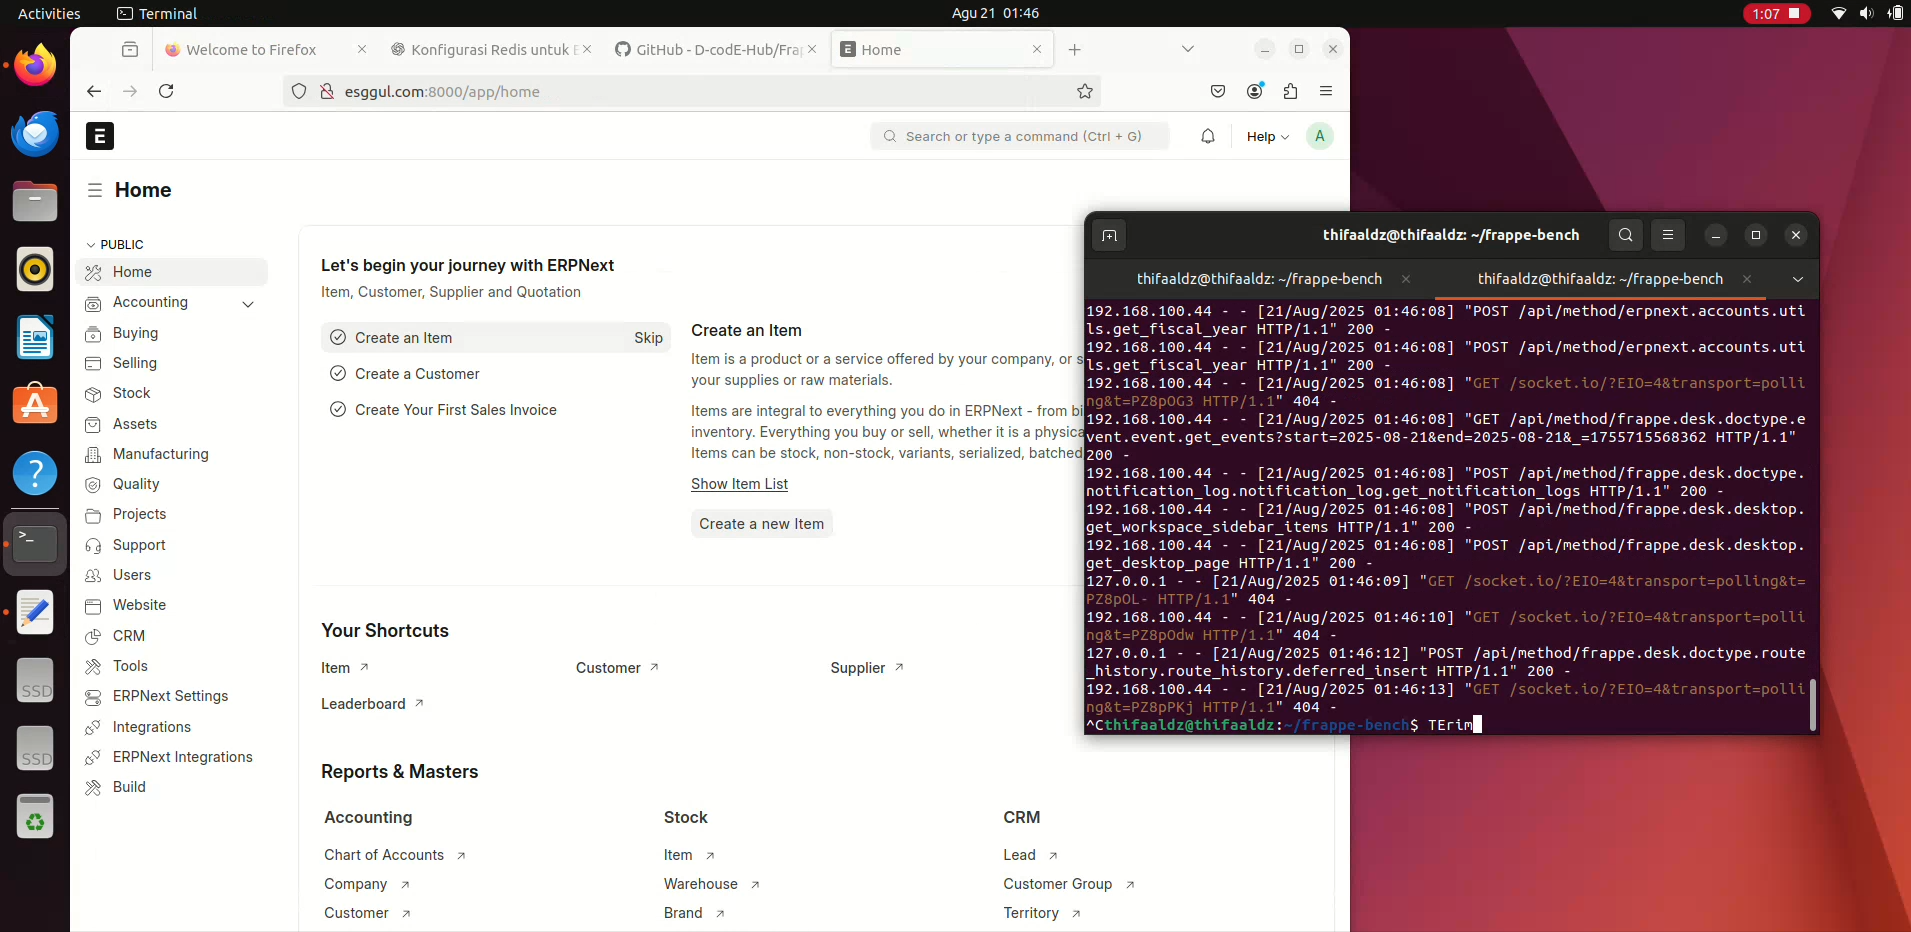 Activities
Terminal
Agu 21 01:46
1:07
Welcome to Firefox
Konfigurasi Redis untuk E
GitHub - D-codE-Hub/Frap
E
Home
esggul.com:8000/app/home
E
Search or type a command (Ctrl + G)
Help
A
Home
PUBLIC
Home
Accounting
Buying
Selling
Stock
Assets
Manufacturing
Quality
Projects
Support
Users
Website
CRM
Tools
ERPNext Settings
Integrations
ERPNext Integrations
Build
Let's begin your journey with ERPNext
Item, Customer, Supplier and Quotation
Create an Item
Skip
Create a Customer
Create Your First Sales Invoice
Create an Item
Item is a product or a service offered by your company, or s
your supplies or raw materials.
Items are integral to everything you do in ERPNext - from bi
inventory. Everything you buy or sell, whether it is a physica
Items can be stock, non-stock, variants, serialized, batched,
Show Item List
Create a new Item
Your Shortcuts
Item
Customer
Supplier
Leaderboard
Reports & Masters
Accounting
Stock
CRM
Chart of Accounts
Item
Lead
Company
Warehouse
Customer Group
Customer
Brand
Territory
thifaaldz@thifaaldz: ~/frappe-bench
thifaaldz@thifaaldz: ~/frappe-bench
thifaaldz@thifaaldz: ~/frappe-bench
192.168.100.44 - - [21/Aug/2025 01:46:08] "POST /api/method/erpnext.accounts.uti
ls.get_fiscal_year HTTP/1.1" 200 -
192.168.100.44 - - [21/Aug/2025 01:46:08] "POST /api/method/erpnext.accounts.uti
ls.get_fiscal_year HTTP/1.1" 200 -
192.168.100.44 - - [21/Aug/2025 01:46:08] "GET /socket.io/?EIO=4&transport=polli
ng&t=PZ8pOG3 HTTP/1.1" 404 -
192.168.100.44 - - [21/Aug/2025 01:46:08] "GET /api/method/frappe.desk.doctype.e
vent.event.get_events?start=2025-08-21&end=2025-08-21&_=1755715568362 HTTP/1.1"
200 -
192.168.100.44 - - [21/Aug/2025 01:46:08] "POST /api/method/frappe.desk.doctype.
notification_log.notification_log.get_notification_logs HTTP/1.1" 200 -
192.168.100.44 - - [21/Aug/2025 01:46:08] "POST /api/method/frappe.desk.desktop.
get_workspace_sidebar_items HTTP/1.1" 200 -
192.168.100.44 - - [21/Aug/2025 01:46:08] "POST /api/method/frappe.desk.desktop.
get_desktop_page HTTP/1.1" 200 -
127.0.0.1 - - [21/Aug/2025 01:46:09] "GET /socket.io/?EIO=4&transport=polling&t=
PZ8pOL- HTTP/1.1" 404 -
192.168.100.44 - - [21/Aug/2025 01:46:10] "GET /socket.io/?EIO=4&transport=polli
ng&t=PZ8pOdw HTTP/1.1" 404 -
127.0.0.1 - - [21/Aug/2025 01:46:12] "POST /api/method/frappe.desk.doctype.route
_history.route_history.deferred_insert HTTP/1.1" 200 -
192.168.100.44 - - [21/Aug/2025 01:46:13] "GET /socket.io/?EIO=4&transport=polli
ng&t=PZ8pPKj HTTP/1.1" 404 -
^Cthifaaldz@thifaaldz:~/frappe-bench$ TErim
SSD
SSD